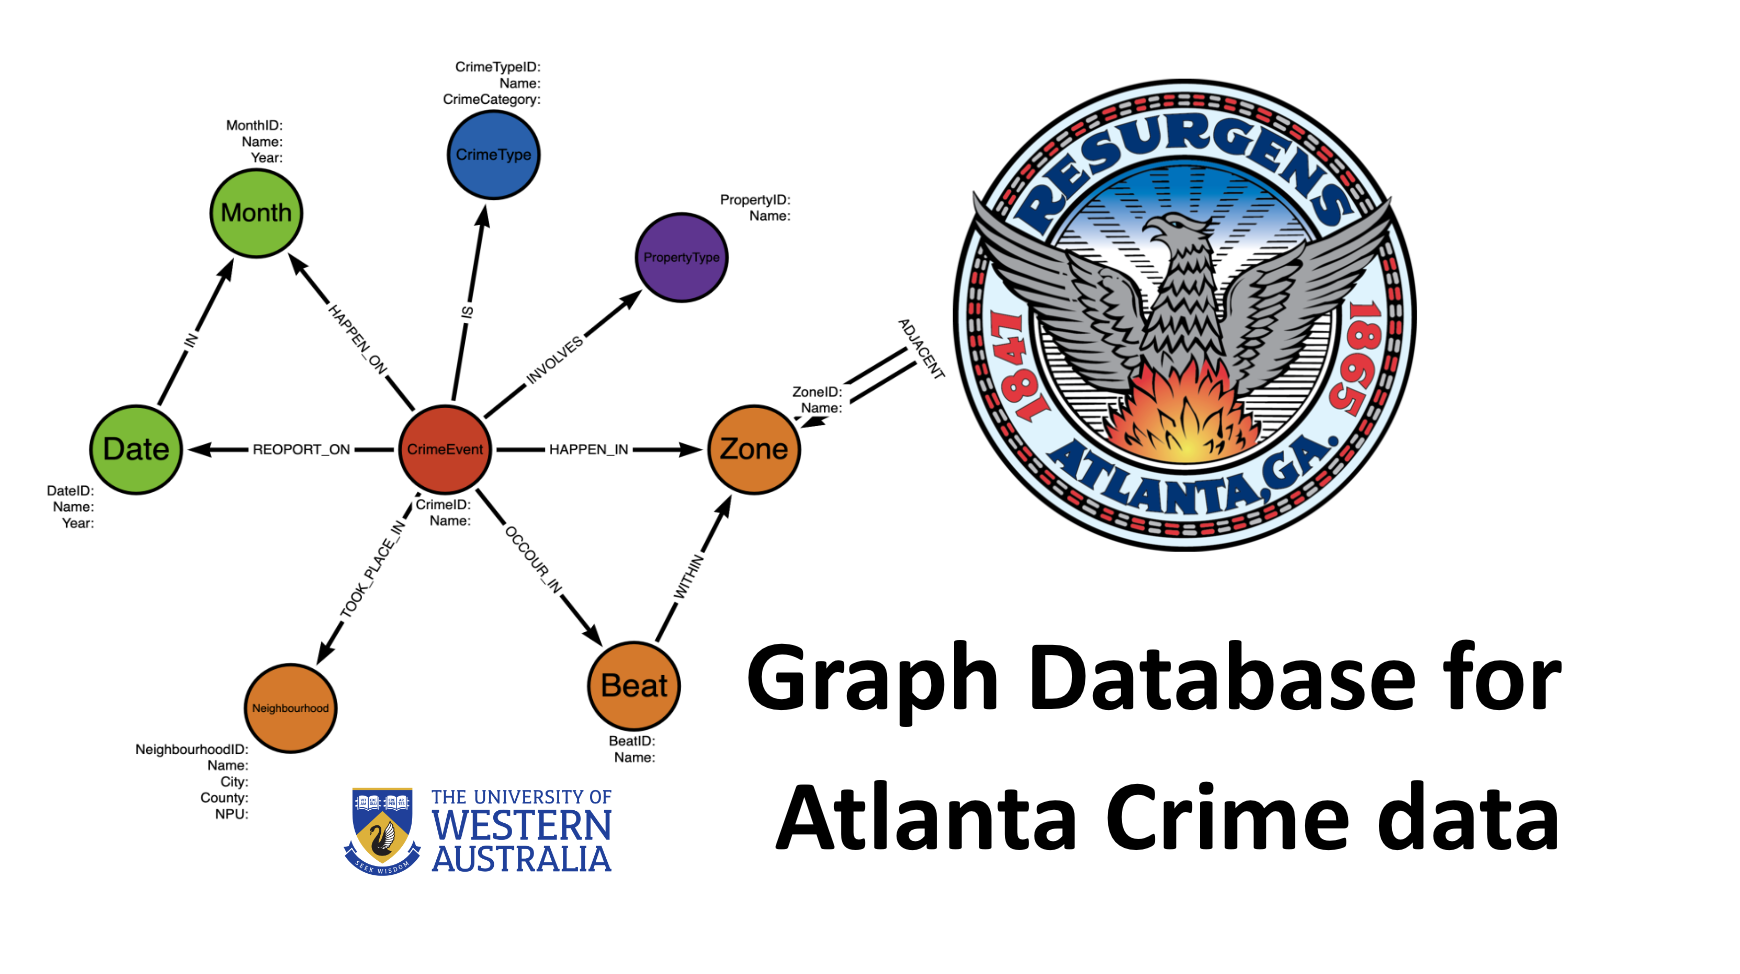 CrimeTypeID:
Name:
CrimeCategory:
CrimeType
MonthID:
Name:
Year:
Month
PropertyID:
Name:
PropertyType
IN
HAPPEN_ON
IS
INVOLVES
ADJACENT
ZoneID:
Name:
Date
REOPORT_ON
CrimeEvent
HAPPEN_IN
Zone
DateID:
Name:
Year:
CrimeID:
Name:
TOOK_PLACE_IN
OCCOUR_IN
WITHIN
Neighbourhood
Beat
NeighbourhoodID:
Name:
City:
County:
NPU:
BeatID:
Name:
RESURGENS
1847
1865
ATLANTA,GA.
Graph Database for
Atlanta Crime data
SEEK WISDOM
THE UNIVERSITY OF
WESTERN
AUSTRALIA